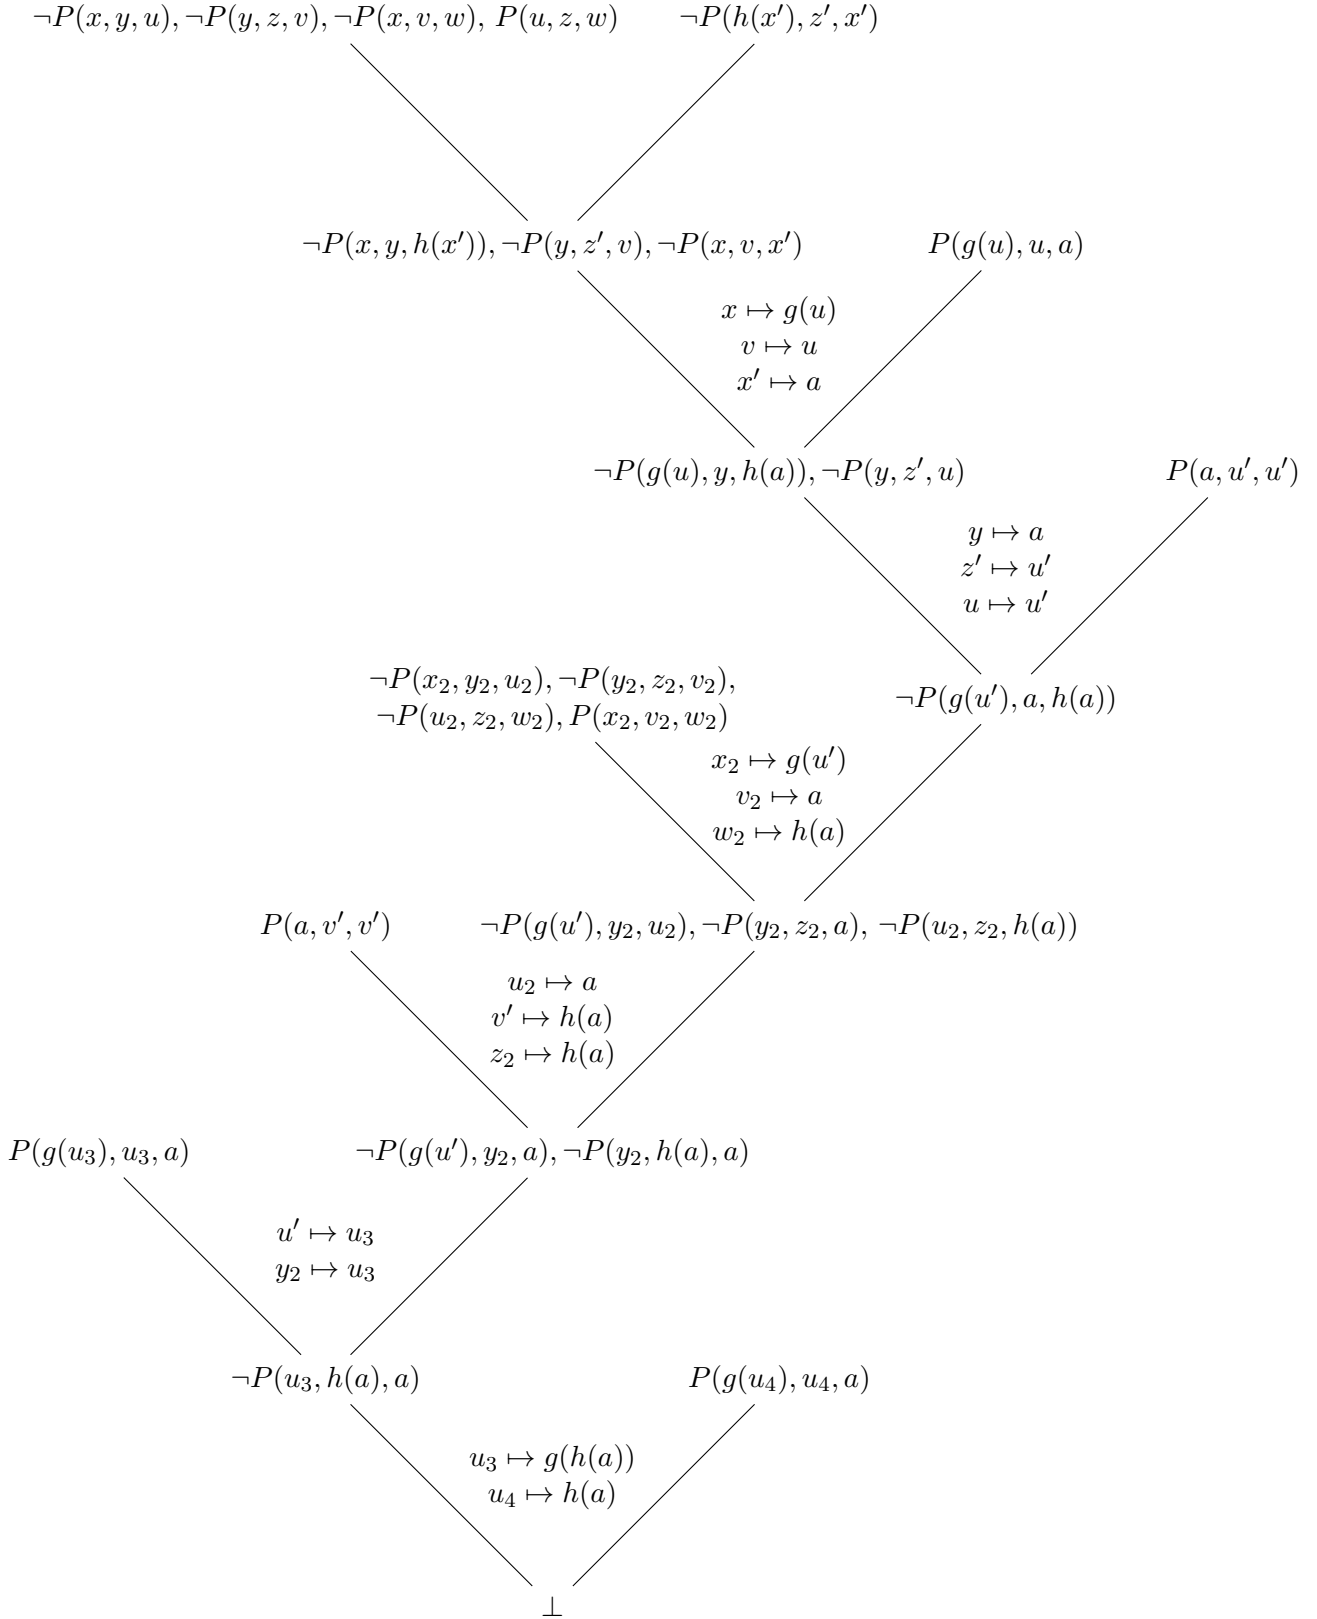 ¬P(x, y, u), ¬P(y, z, v), ¬P(x, v, w), P(u, z, w)
¬P(h(x′), z′, x′)
¬P(x, y, h(x′)), ¬P(y, z′, v), ¬P(x, v, x′)
P(g(u), u, a)
x ↦ g(u)
v ↦ u
x′ ↦ a
¬P(g(u), y, h(a)), ¬P(y, z′, u)
P(a, u′, u′)
y ↦ a
z′ ↦ u′
u ↦ u′
¬P(x₂, y₂, u₂), ¬P(y₂, z₂, v₂),
¬P(u₂, z₂, w₂), P(x₂, v₂, w₂)
¬P(g(u′), a, h(a))
x₂ ↦ g(u′)
v₂ ↦ a
w₂ ↦ h(a)
P(a, v′, v′)
¬P(g(u′), y₂, u₂), ¬P(y₂, z₂, a), ¬P(u₂, z₂, h(a))
u₂ ↦ a
v′ ↦ h(a)
z₂ ↦ h(a)
P(g(u₃), u₃, a)
¬P(g(u′), y₂, a), ¬P(y₂, h(a), a)
u′ ↦ u₃
y₂ ↦ u₃
¬P(u₃, h(a), a)
P(g(u₄), u₄, a)
u₃ ↦ g(h(a))
u₄ ↦ h(a)
⊥